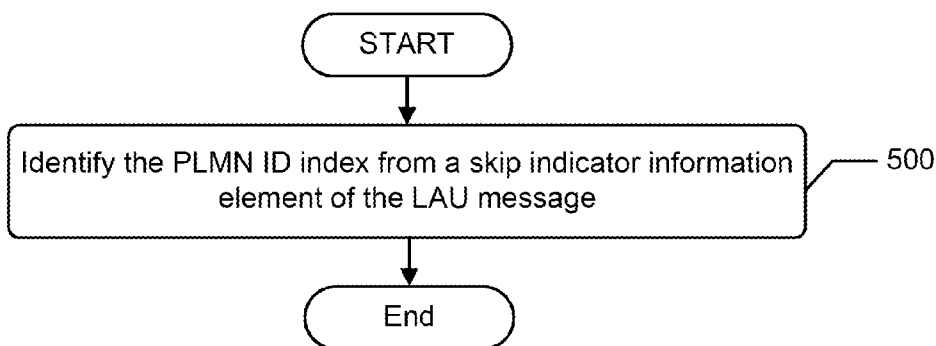 START
Identify the PLMN ID index from a skip indicator information
element of the LAU message
500
End